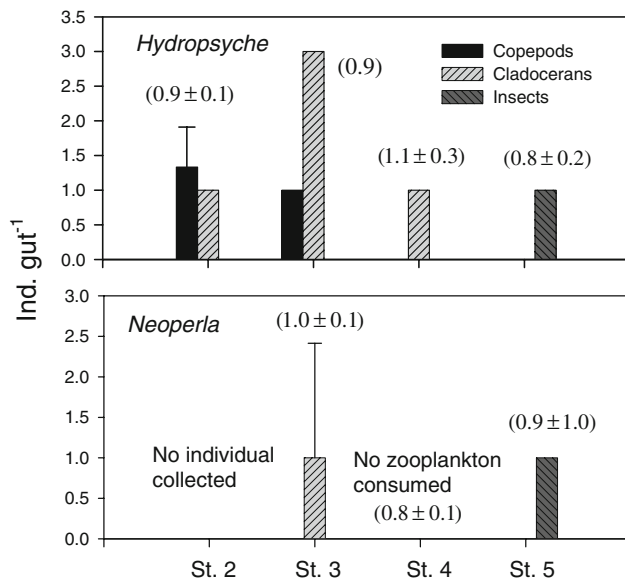 Ind. gut⁻¹
Hydropsyche
Copepods
Cladocerans
Insects
(0.9 ± 0.1)
(0.9)
(1.1 ± 0.3)
(0.8 ± 0.2)
3.5
3.0
2.5
2.0
1.5
1.0
0.5
0.0
Neoperla
(1.0 ± 0.1)
(0.9 ± 1.0)
No individual
collected
No zooplankton
consumed
(0.8 ± 0.1)
3.0
2.5
2.0
1.5
1.0
0.5
0.0
St. 2 St. 3 St. 4 St. 5